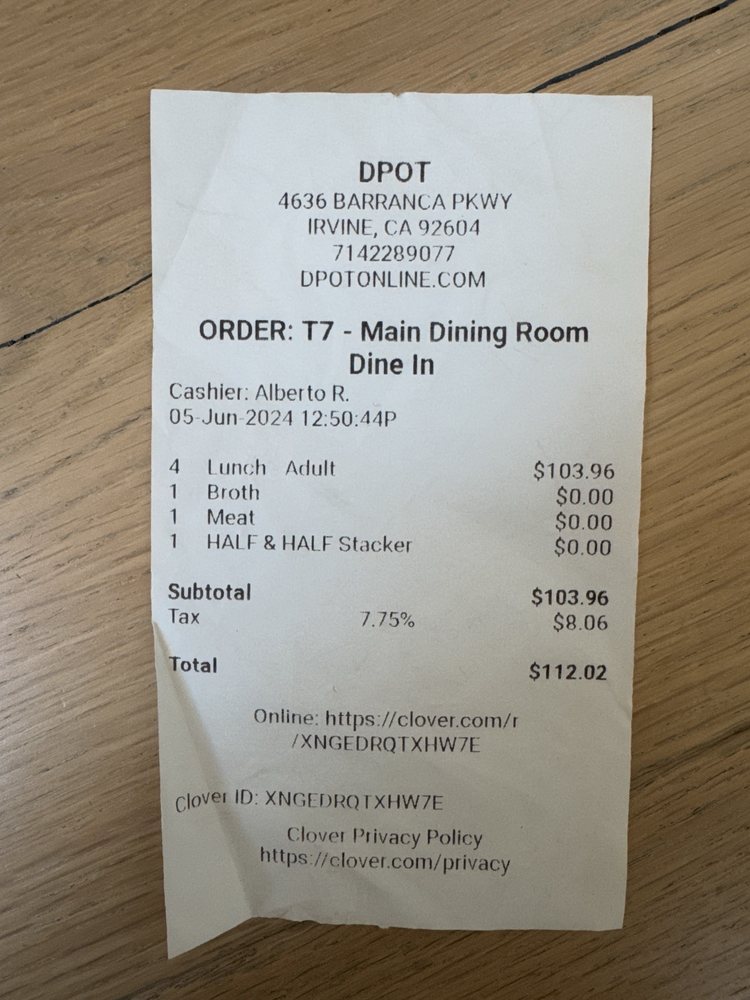 DPOT
4636 BARRANCA PKWY
IRVINE, CA 92604
7142289077
DPOTONLINE.COM
ORDER: T7 - Main Dining Room
Dine In
Cashier: Alberto R.
05-Jun-2024 12:50:44P
4 Lunch Adult $103.96
1 Broth $0.00
1 Meat $0.00
1 HALF & HALF Stacker $0.00
Subtotal $103.96
Tax 7.75% $8.06
Total $112.02
Online: https://clover.com/r
/XNGEDRQTXHW7E
Clover ID: XNGEDRQTXHW7E
Clover Privacy Policy
https://clover.com/privacy